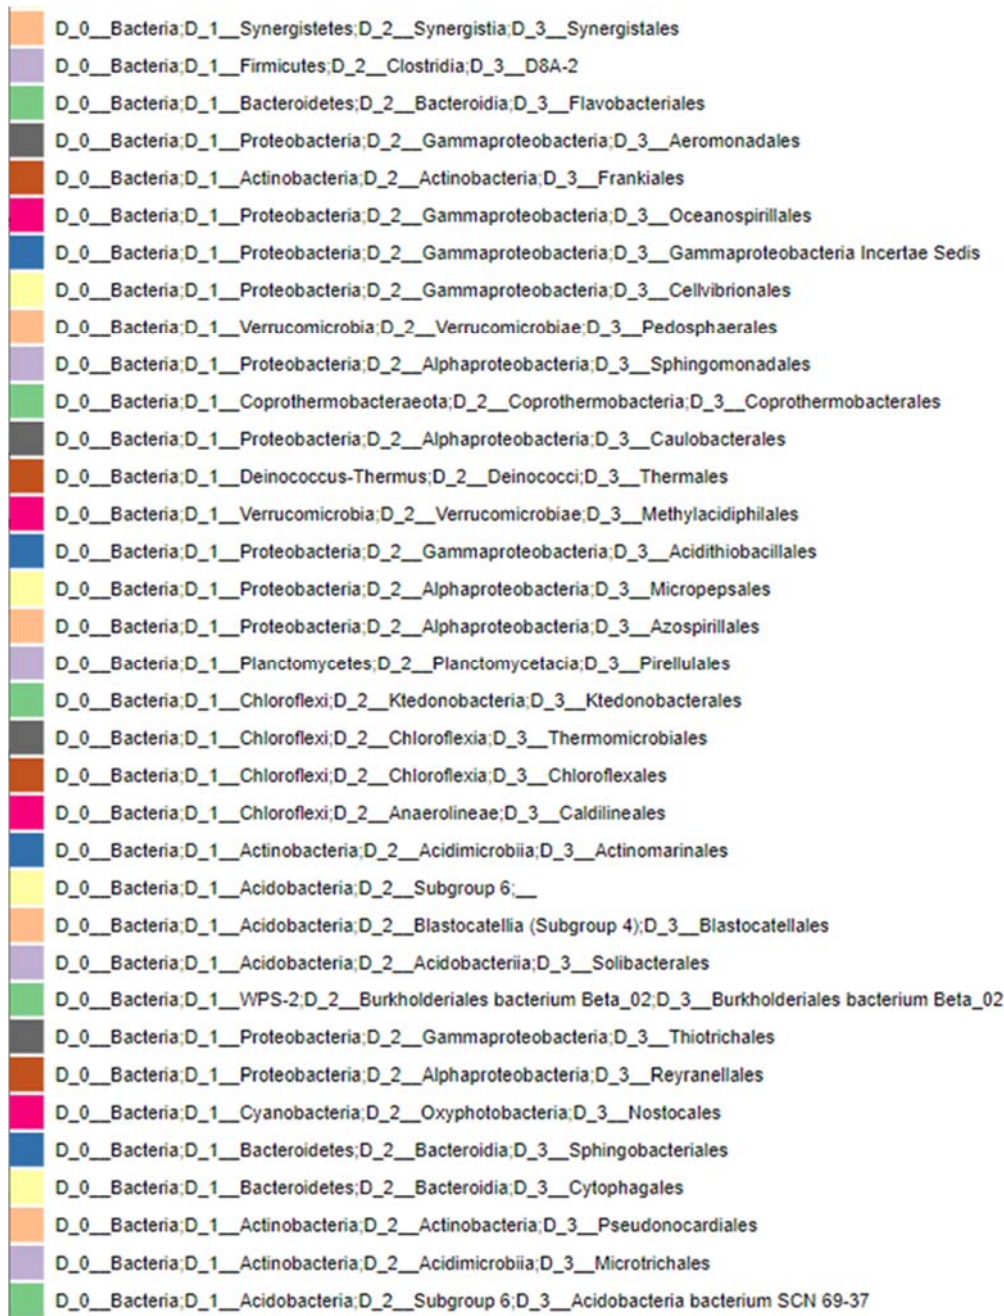 D_0__Bacteria;D_1__Synergistetes;D_2__Synergistia;D_3__Synergistales
D_0__Bacteria;D_1__Firmicutes;D_2__Clostridia;D_3__D8A-2
D_0__Bacteria;D_1__Bacteroidetes;D_2__Bacteroidia;D_3__Flavobacteriales
D_0__Bacteria;D_1__Proteobacteria;D_2__Gammaproteobacteria;D_3__Aeromonadales
D_0__Bacteria;D_1__Actinobacteria;D_2__Actinobacteria;D_3__Frankiales
D_0__Bacteria;D_1__Proteobacteria;D_2__Gammaproteobacteria;D_3__Oceanospirillales
D_0__Bacteria;D_1__Proteobacteria;D_2__Gammaproteobacteria;D_3__Gammaproteobacteria Incertae Sedis
D_0__Bacteria;D_1__Proteobacteria;D_2__Gammaproteobacteria;D_3__Cellvibrionales
D_0__Bacteria;D_1__Verrucomicrobia;D_2__Verrucomicrobiae;D_3__Pedosphaerales
D_0__Bacteria;D_1__Proteobacteria;D_2__Alphaproteobacteria;D_3__Sphingomonadales
D_0__Bacteria;D_1__Coprothermobacteraeota;D_2__Coprothermobacteria;D_3__Coprothermobacterales
D_0__Bacteria;D_1__Proteobacteria;D_2__Alphaproteobacteria;D_3__Caulobacterales
D_0__Bacteria;D_1__Deinococcus-Thermus;D_2__Deinococci;D_3__Thermales
D_0__Bacteria;D_1__Verrucomicrobia;D_2__Verrucomicrobiae;D_3__Methylacidiphilales
D_0__Bacteria;D_1__Proteobacteria;D_2__Gammaproteobacteria;D_3__Acidithiobacillales
D_0__Bacteria;D_1__Proteobacteria;D_2__Alphaproteobacteria;D_3__Micropepsales
D_0__Bacteria;D_1__Proteobacteria;D_2__Alphaproteobacteria;D_3__Azospirillales
D_0__Bacteria;D_1__Planctomycetes;D_2__Planctomycetacia;D_3__Pirellulales
D_0__Bacteria;D_1__Chloroflexi;D_2__Ktedonobacteria;D_3__Ktedonobacterales
D_0__Bacteria;D_1__Chloroflexi;D_2__Chloroflexia;D_3__Thermomicrobiales
D_0__Bacteria;D_1__Chloroflexi;D_2__Chloroflexia;D_3__Chloroflexales
D_0__Bacteria;D_1__Chloroflexi;D_2__Anaerolineae;D_3__Caldilineales
D_0__Bacteria;D_1__Actinobacteria;D_2__Acidimicrobiia;D_3__Actinomarinales
D_0__Bacteria;D_1__Acidobacteria;D_2__Subgroup 6;__
D_0__Bacteria;D_1__Acidobacteria;D_2__Blastocatellia (Subgroup 4);D_3__Blastocatellales
D_0__Bacteria;D_1__Acidobacteria;D_2__Acidobacteriia;D_3__Solibacterales
D_0__Bacteria;D_1__WPS-2;D_2__Burkholderiales bacterium Beta_02;D_3__Burkholderiales bacterium Beta_02
D_0__Bacteria;D_1__Proteobacteria;D_2__Gammaproteobacteria;D_3__Thiotrichales
D_0__Bacteria;D_1__Proteobacteria;D_2__Alphaproteobacteria;D_3__Reyranellales
D_0__Bacteria;D_1__Cyanobacteria;D_2__Oxyphotobacteria;D_3__Nostocales
D_0__Bacteria;D_1__Bacteroidetes;D_2__Bacteroidia;D_3__Sphingobacteriales
D_0__Bacteria;D_1__Bacteroidetes;D_2__Bacteroidia;D_3__Cytophagales
D_0__Bacteria;D_1__Actinobacteria;D_2__Actinobacteria;D_3__Pseudonocardiales
D_0__Bacteria;D_1__Actinobacteria;D_2__Acidimicrobiia;D_3__Microtrichales
D_0__Bacteria;D_1__Acidobacteria;D_2__Subgroup 6;D_3__Acidobacteria bacterium SCN 69-37